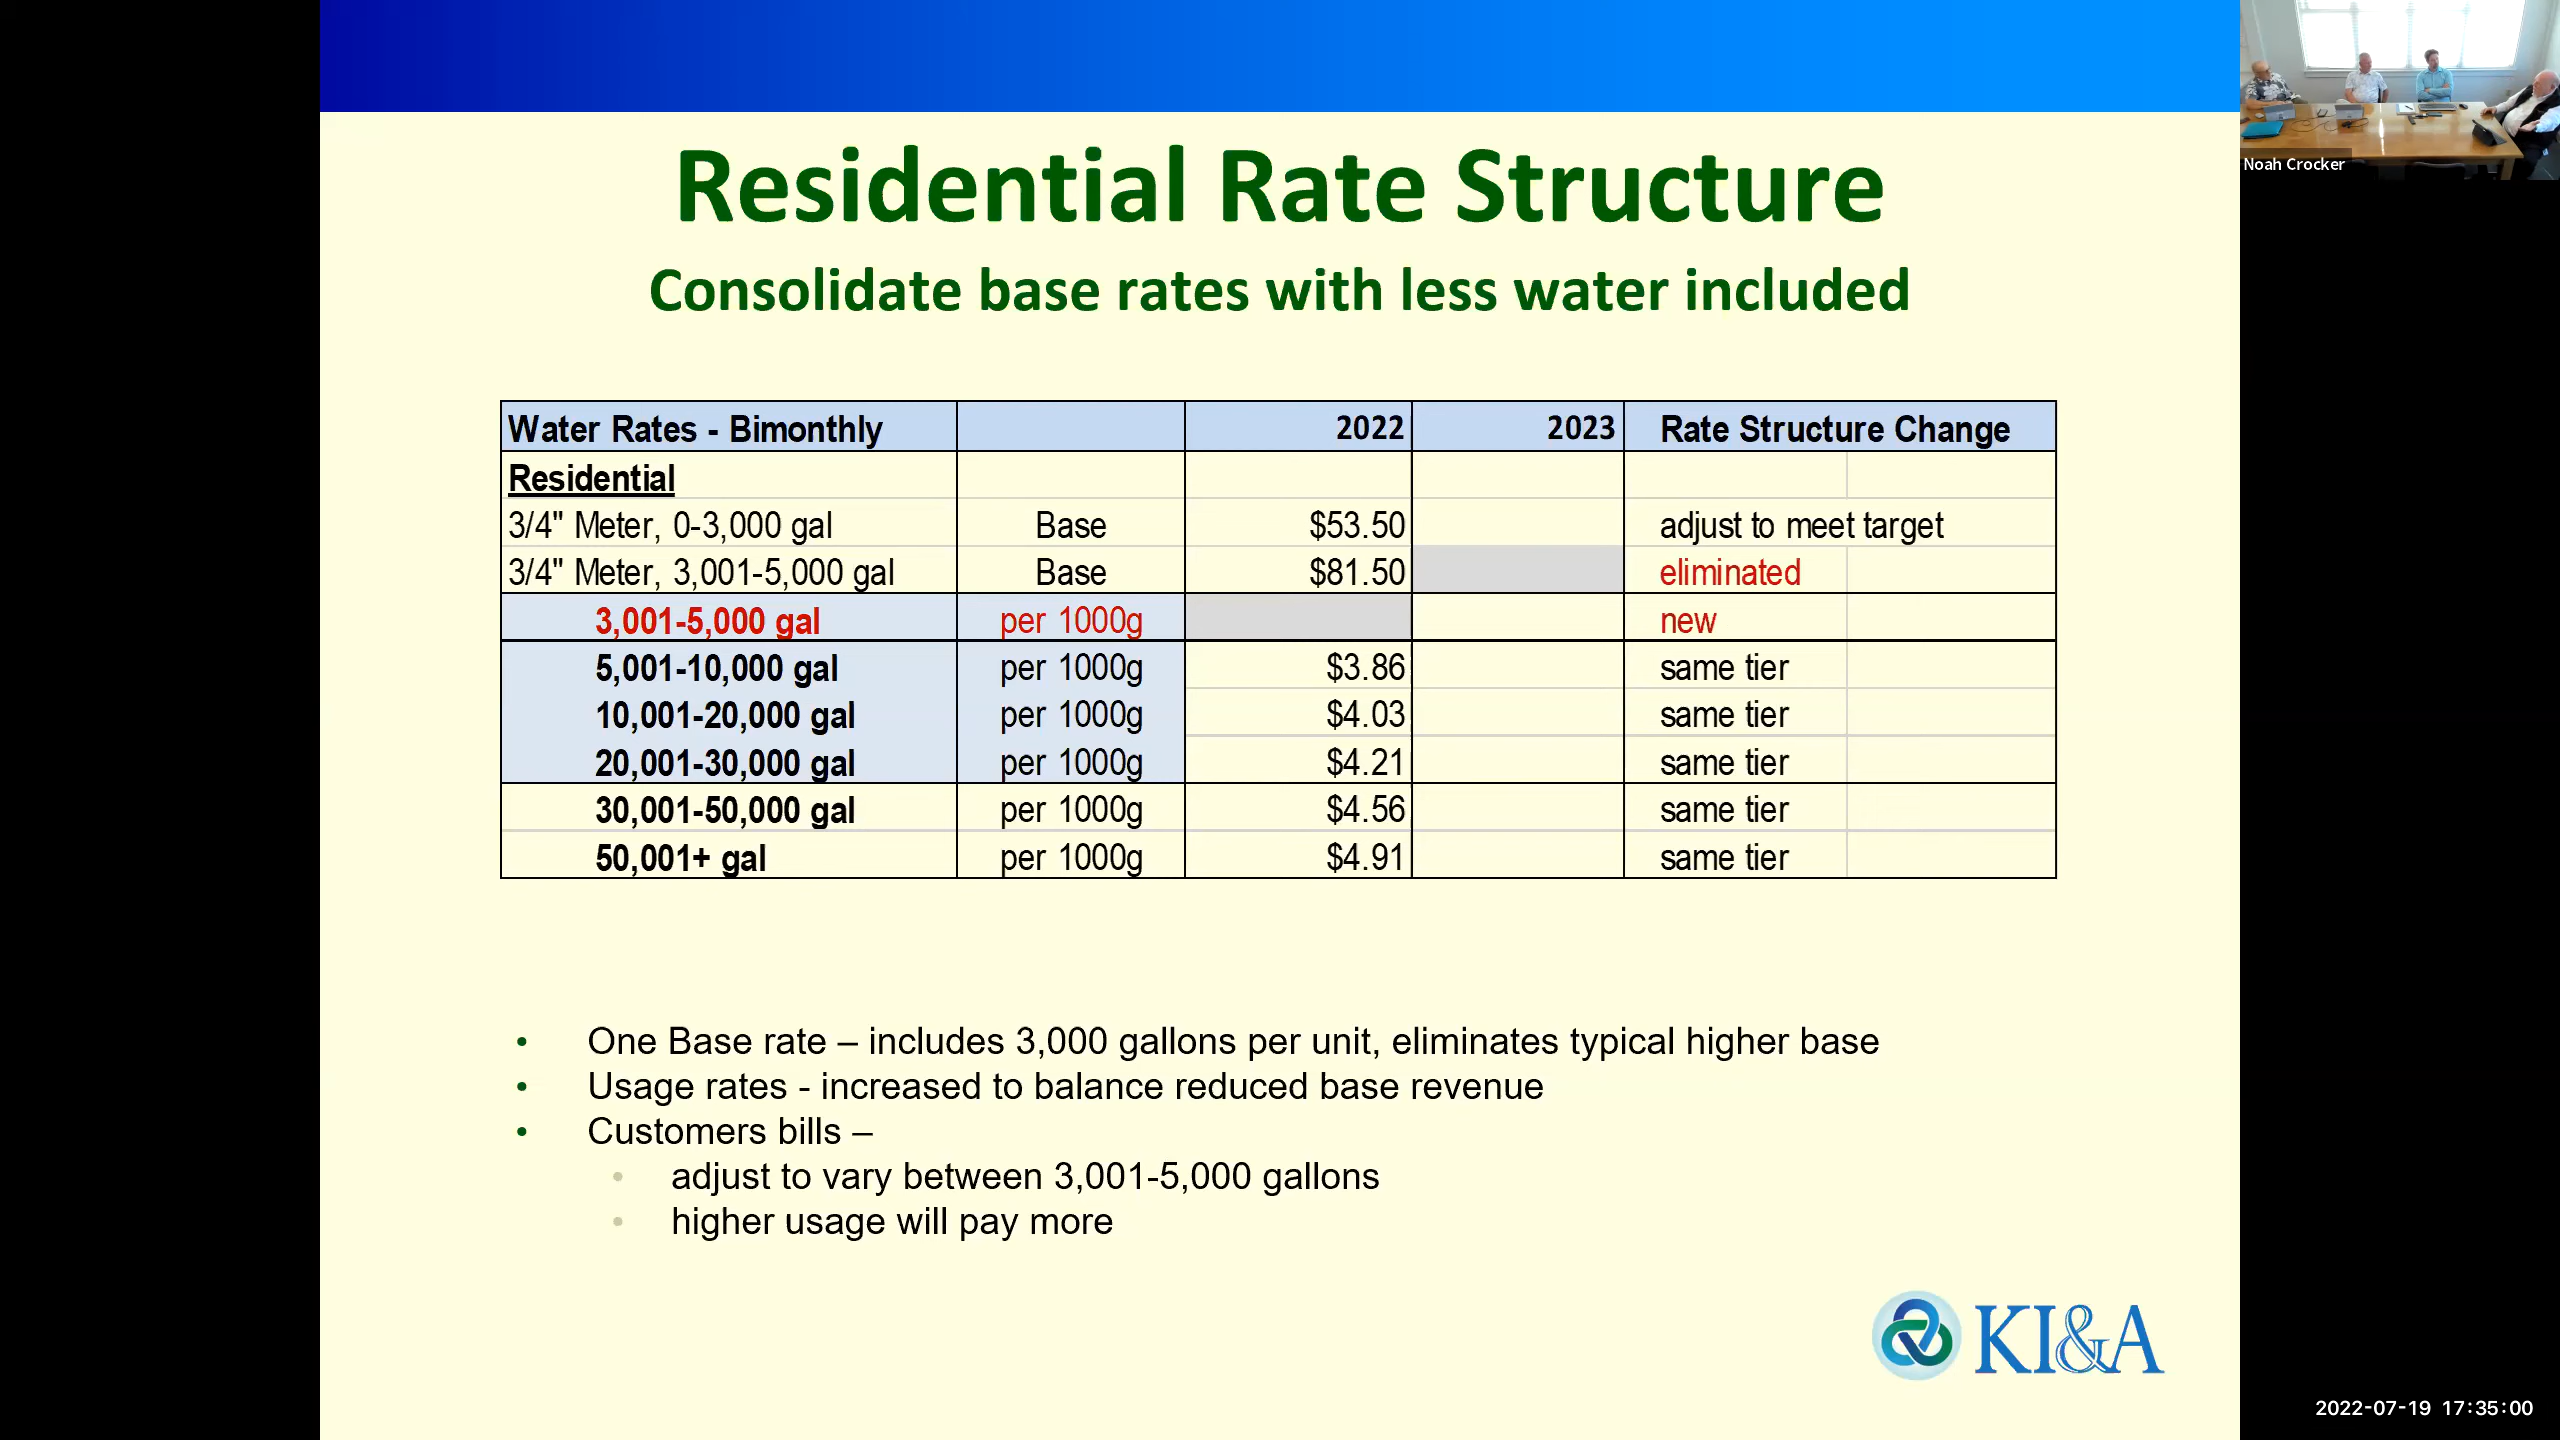 Residential Rate Structure
Consolidate base rates with less water included
Water Rates - Bimonthly 2022 2023 Rate Structure Change
Residential
3/4" Meter, 0-3,000 gal Base $53.50 adjust to meet target
3/4" Meter, 3,001-5,000 gal Base $81.50 eliminated
3,001-5,000 gal per 1000g new
5,001-10,000 gal per 1000g $3.86 same tier
10,001-20,000 gal per 1000g $4.03 same tier
20,001-30,000 gal per 1000g $4.21 same tier
30,001-50,000 gal per 1000g $4.56 same tier
50,001+ gal per 1000g $4.91 same tier
• One Base rate – includes 3,000 gallons per unit, eliminates typical higher base
• Usage rates - increased to balance reduced base revenue
• Customers bills –
• adjust to vary between 3,001-5,000 gallons
• higher usage will pay more
KI&A
Noah Crocker
2022-07-19 17:35:00